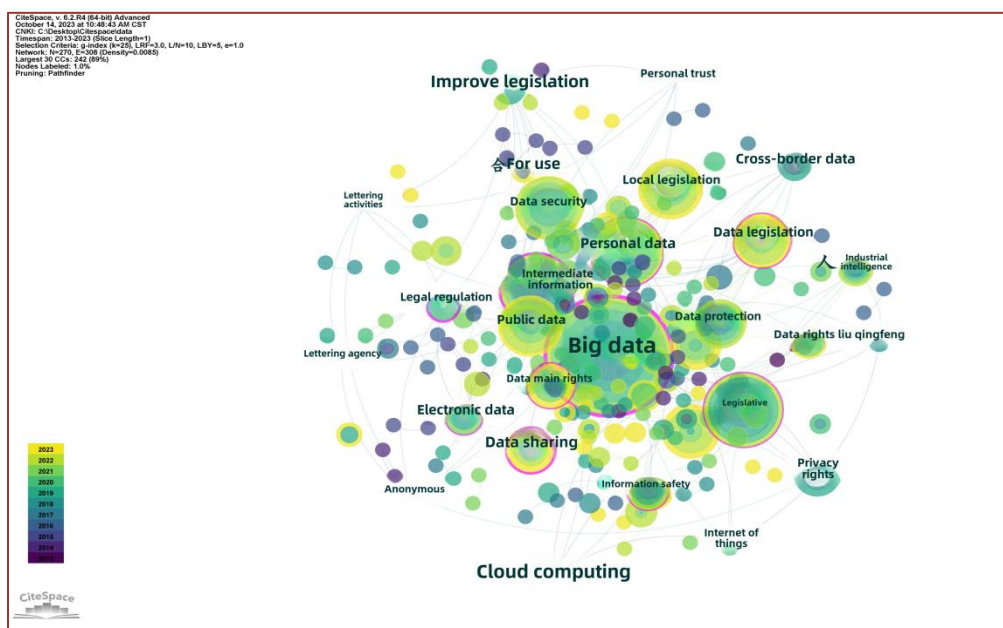 CiteSpace, v. 6.2.R4 (64-bit) Advanced
October 14, 2023 at 10:48:43 AM CST
CNKI: C:\Desktop\Citespace\data
Timespan: 2013-2023 (Slice Length=1)
Selection Criteria: g-index (k=25), LRF=3.0, L/N=10, LBY=5, e=1.0
Network: N=270, E=308 (Density=0.0085)
Largest 30 CCs: 242 (89%)
Nodes Labeled: 1.0%
Pruning: Pathfinder
Improve legislation
Personal trust
合For use
Cross-border data
Local legislation
Lettering
activities
Data security
Personal data
Data legislation
人
Industrial
intelligence
Intermediate
information
Legal regulation
Public data
Data protection
Data rights liu qingfeng
Lettering agency
Big data
Data main rights
Legislative
Electronic data
Data sharing
Privacy
rights
Anonymous
Information safety
Internet of
things
Cloud computing
2023
2022
2021
2020
2019
2018
2017
2016
2015
2014
2013
CiteSpace